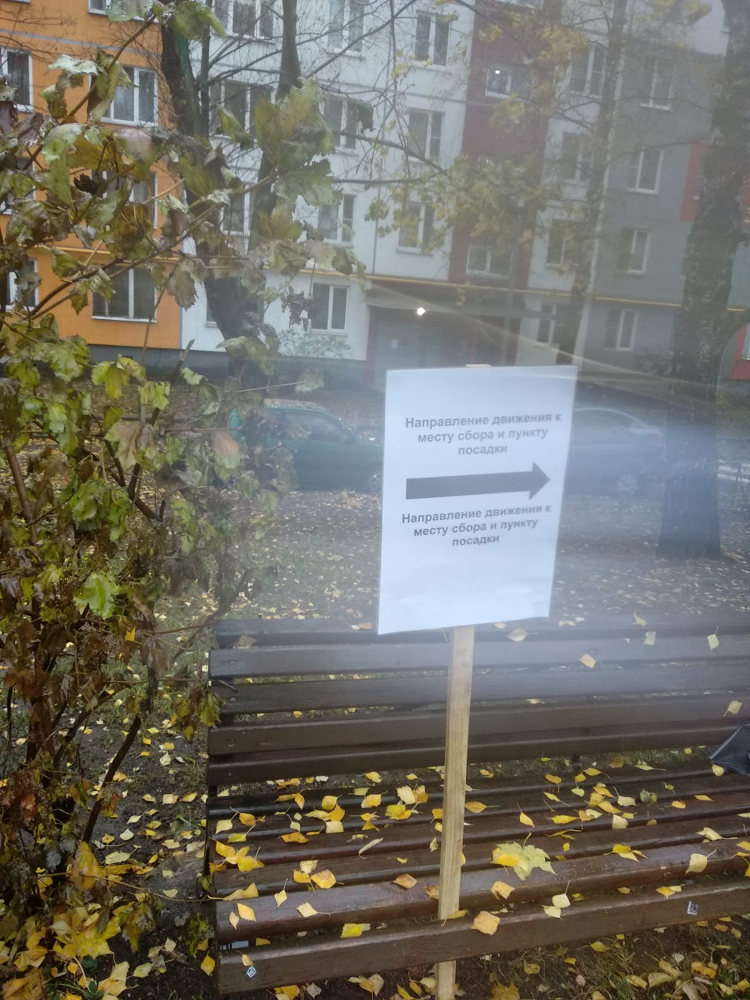 Направление движения к
месту сбора и пункту
посадки
Направление движения к
месту сбора и пункту
посадки